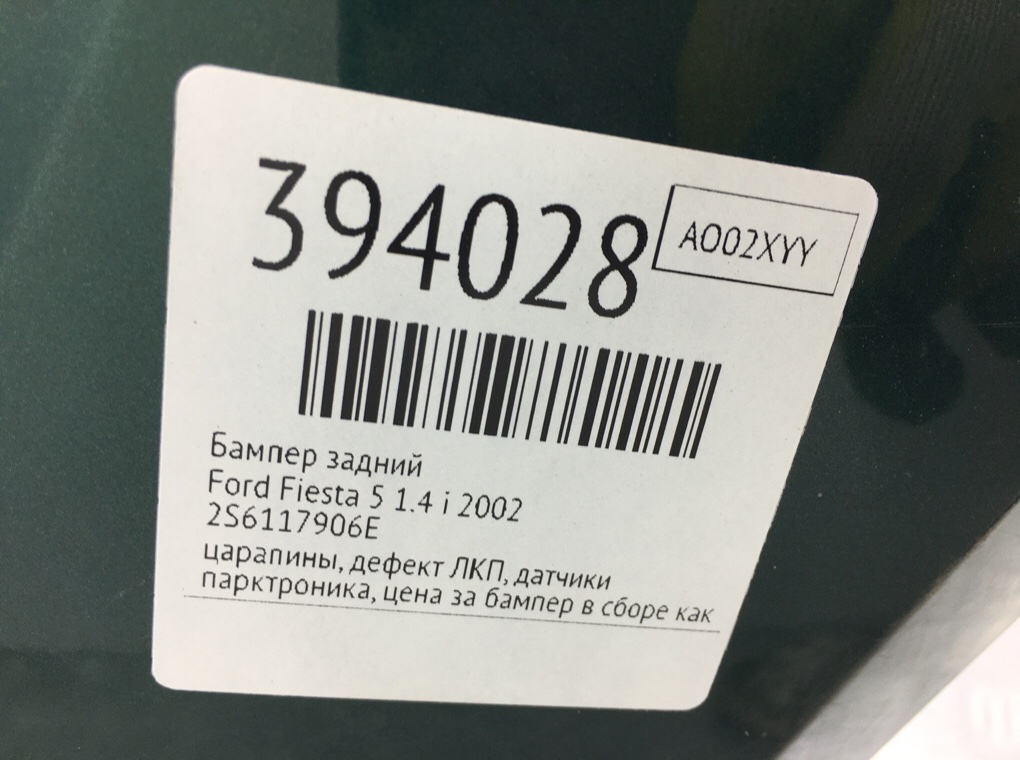 394028
AO02XYY
Бампер задний
Ford Fiesta 5 1.4 i 2002
2S6117906E
царапины, дефект ЛКП, датчики
парктроника, цена за бампер в сборе как